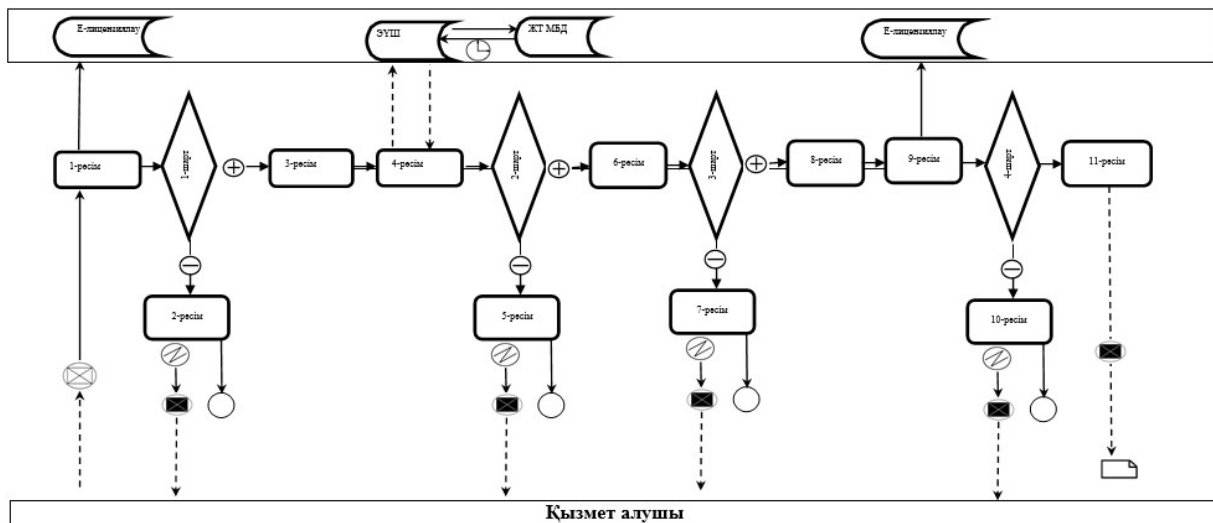 Е-лицензиялау
ЭҮШ
ЖТ МБД
Е-лицензиялау
1-рәсім
1-шарт
3-рәсім
4-рәсім
2-шарт
6-рәсім
3-шарт
8-рәсім
9-рәсім
4-шарт
11-рәсім
2-рәсім
5-рәсім
7-рәсім
10-рәсім
Қызмет алушы